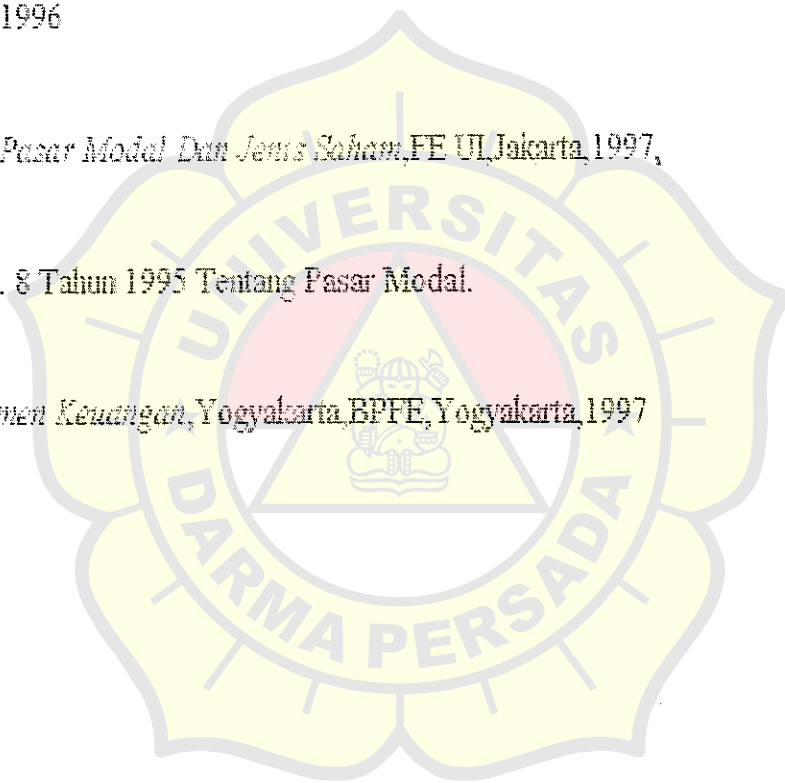 1996
Pasar Modal Dan Jenis Saham,FE UI,Jakarta,1997,
. 8 Tahun 1995 Tentang Pasar Modal.
men Keuangan,Yogyakarta,BPFE,Yogyakarta,1997
UNIVERSITAS
DARMA PERSADA